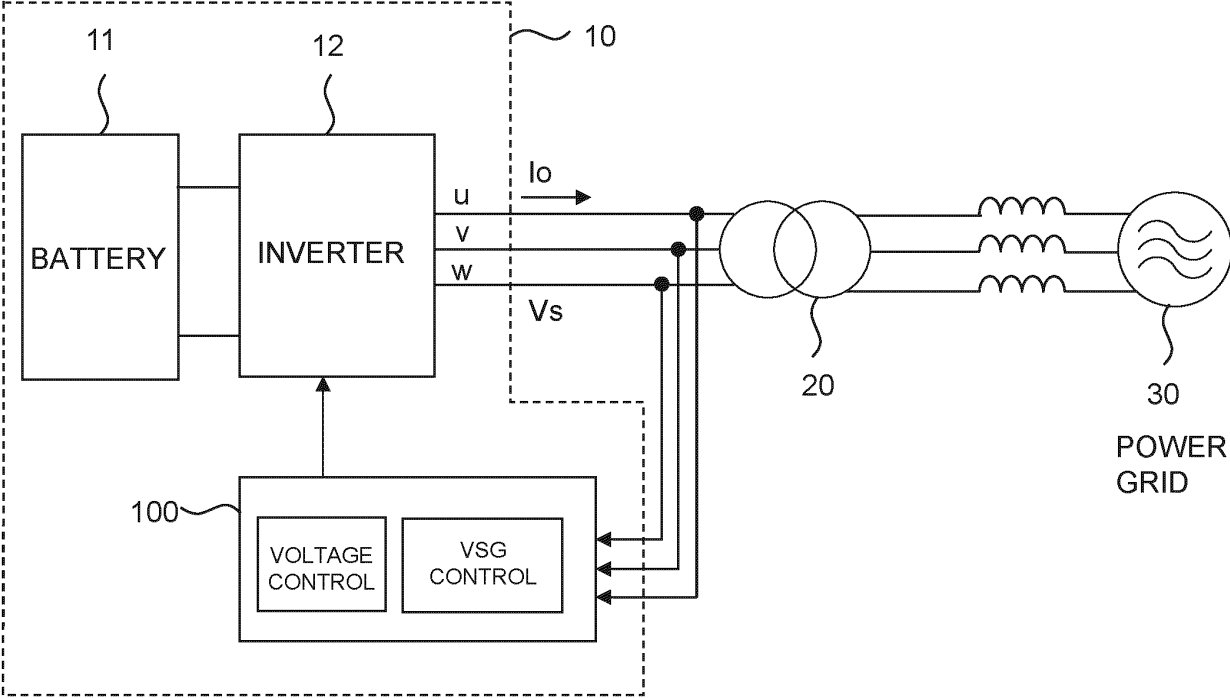 11
12
10
BATTERY
INVERTER
u
v
w
Io
Vs
20
30
POWER
GRID
100
VOLTAGE
CONTROL
VSG
CONTROL